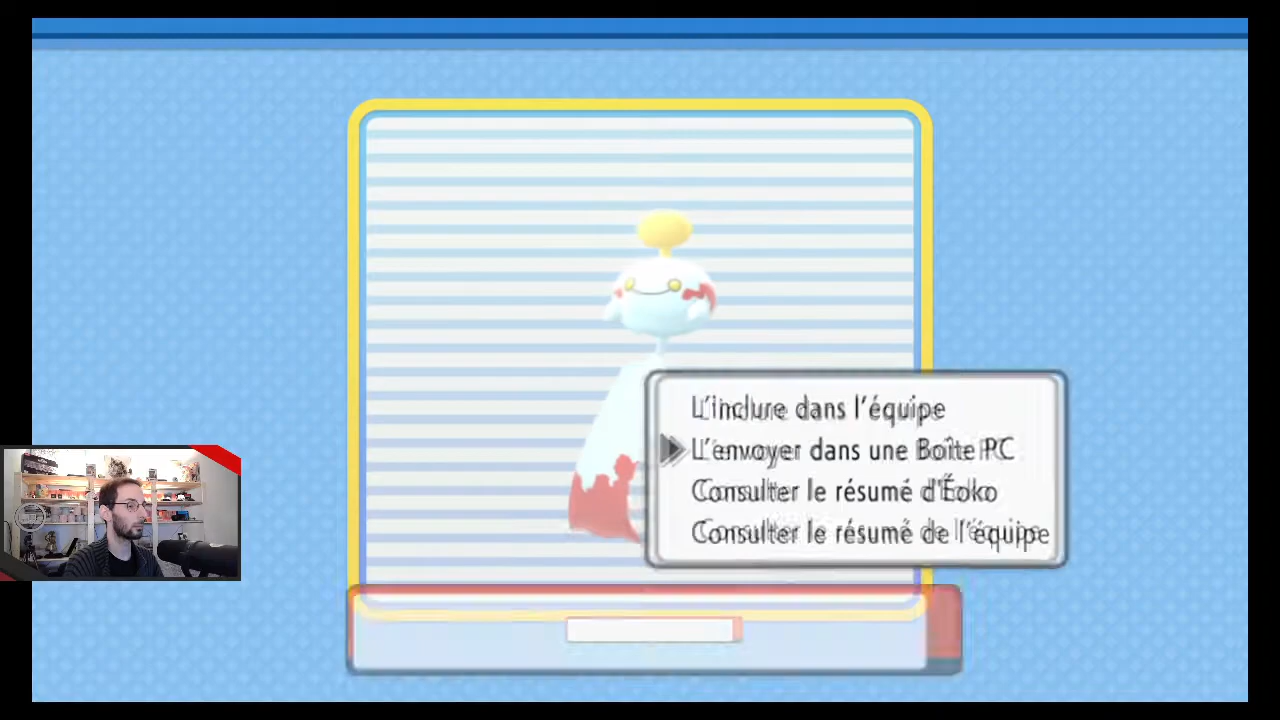 L'inclure dans l'équipe
L'envoyer dans une Boîte PC
Consulter le résumé d'Éoko
Consulter le résumé de l'équipe